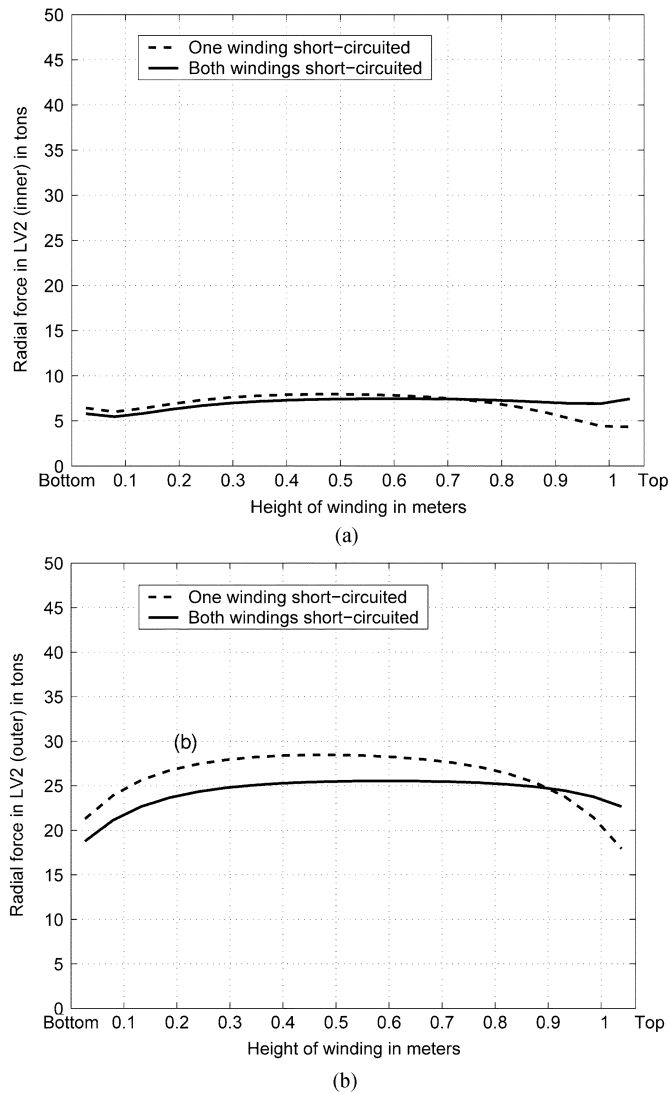 50
One winding short−circuited
Both windings short−circuited
45
40
35
30
25
20
15
10
5
0
Radial force in LV2 (inner) in tons
Bottom 0.1 0.2 0.3 0.4 0.5 0.6 0.7 0.8 0.9 1 Top
Height of winding in meters
(a)
50
One winding short−circuited
Both windings short−circuited
45
40
35
30
(b)
25
20
15
10
5
0
Radial force in LV2 (outer) in tons
Bottom 0.1 0.2 0.3 0.4 0.5 0.6 0.7 0.8 0.9 1 Top
Height of winding in meters
(b)